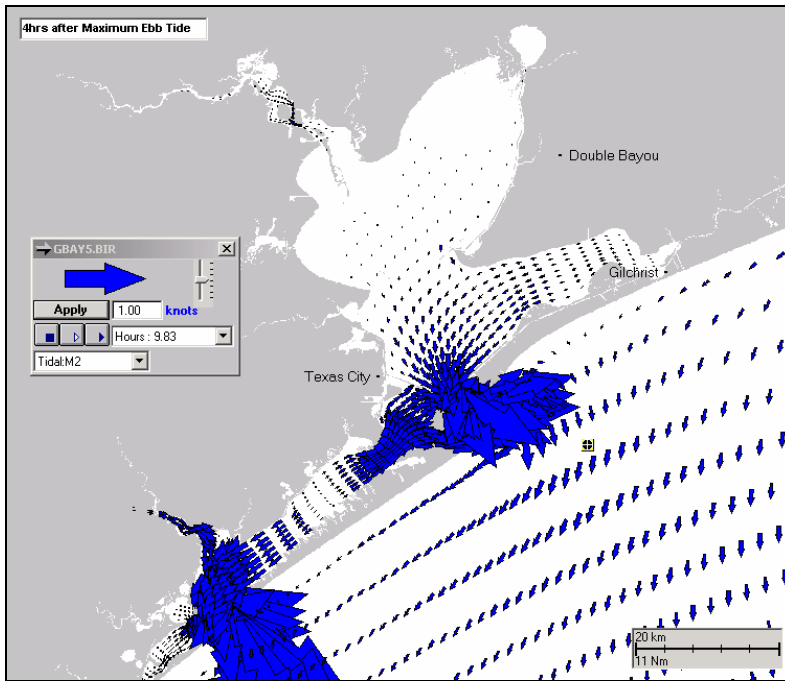 4hrs after Maximum Ebb Tide
Double Bayou
GBAY5.BIR
Gilchrist
Apply 1.00 knots
Hours : 9.83
Tidal:M2
Texas City
20 km
11 Nm